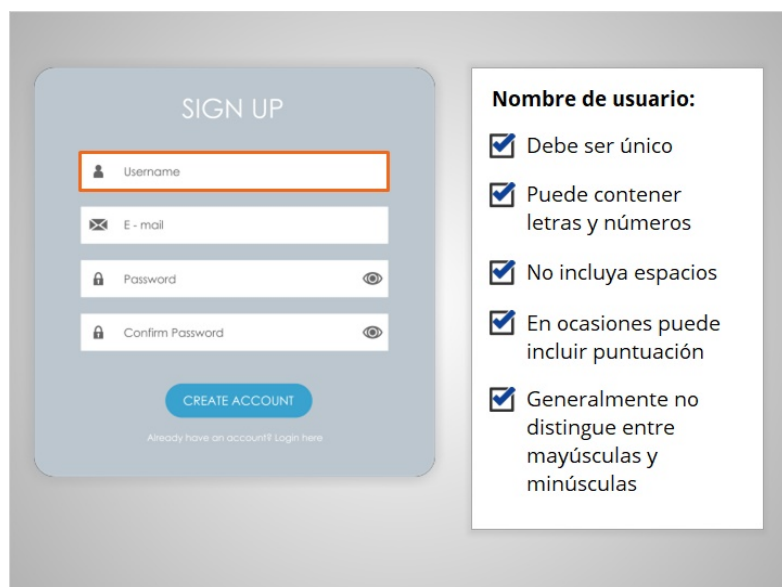 SIGN UP
Username
E - mail
Password
Confirm Password
CREATE ACCOUNT
Already have an account? Login here
Nombre de usuario:
Debe ser único
Puede contener
letras y números
No incluya espacios
En ocasiones puede
incluir puntuación
Generalmente no
distingue entre
mayúsculas y
minúsculas